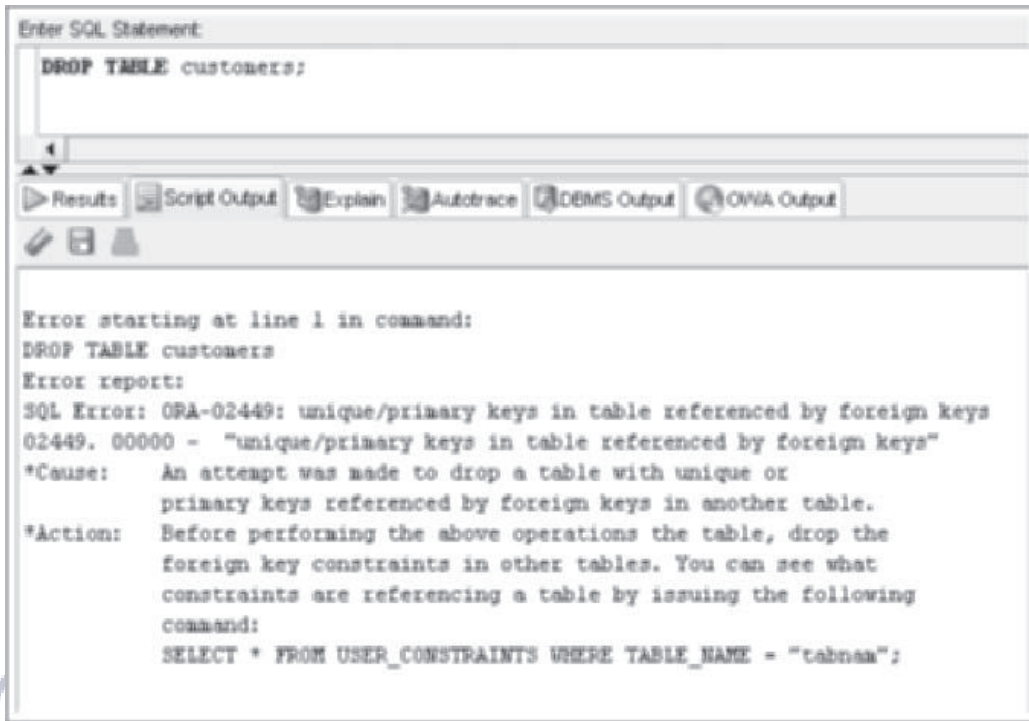 Enter SQL Statement:
DROP TABLE customers;
Results Script Output Explain Autotrace DBMS Output OWA Output
Error starting at line 1 in command:
DROP TABLE customers
Error report:
SQL Error: ORA-02449: unique/primary keys in table referenced by foreign keys
02449. 00000 - "unique/primary keys in table referenced by foreign keys"
*Cause: An attempt was made to drop a table with unique or
primary keys referenced by foreign keys in another table.
*Action: Before performing the above operations the table, drop the
foreign key constraints in other tables. You can see what
constraints are referencing a table by issuing the following
command:
SELECT * FROM USER_CONSTRAINTS WHERE TABLE_NAME = "tabnam";